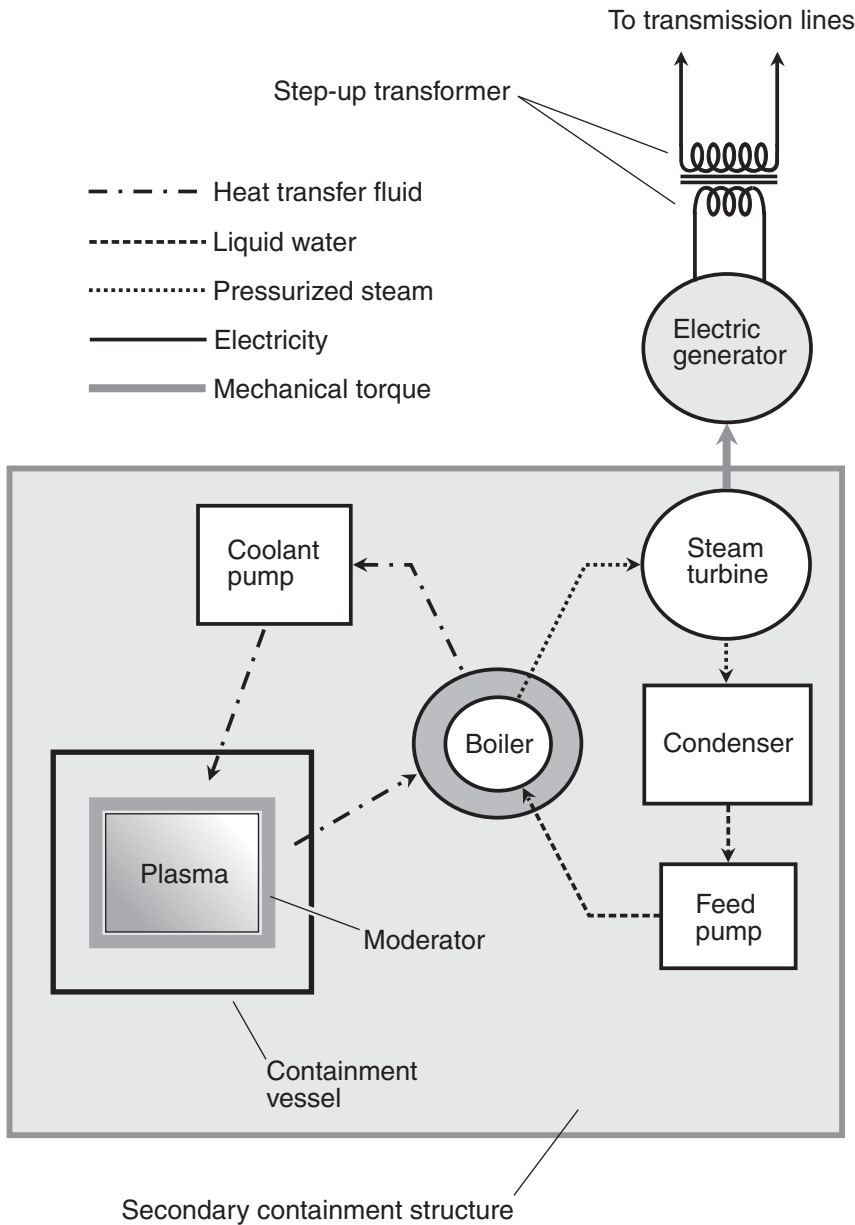 To transmission lines
Step-up transformer
Heat transfer fluid
Liquid water
Pressurized steam
Electricity
Mechanical torque
Electric
generator
Coolant
pump
Steam
turbine
Boiler
Condenser
Plasma
Feed
pump
Moderator
Containment
vessel
Secondary containment structure